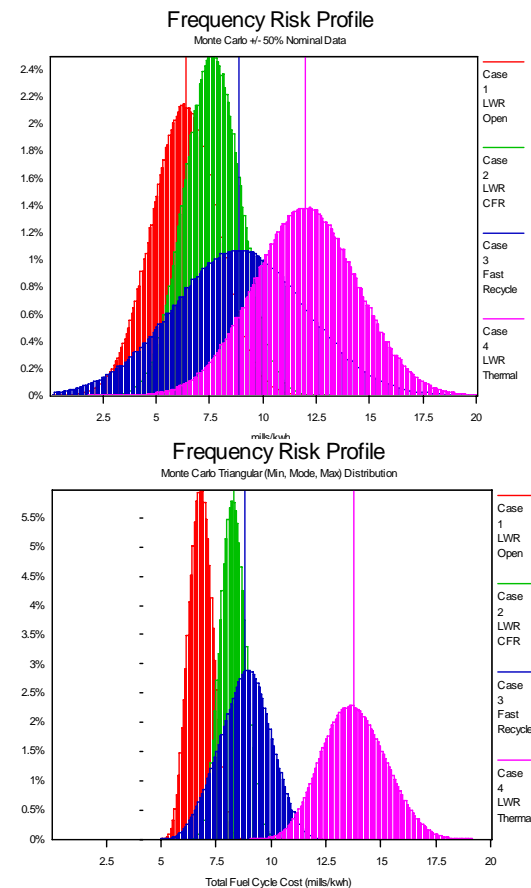 Frequency Risk Profile
Monte Carlo +/- 50% Nominal Data
2.4%
2.2%
2%
1.8%
1.6%
1.4%
1.2%
1%
0.8%
0.6%
0.4%
0.2%
0%
2.5
5
7.5
10
12.5
15
17.5
20
mills/kwh
Case
1
LWR
Open
Case
2
LWR
CFR
Case
3
Fast
Recycle
Case
4
LWR
Thermal
Frequency Risk Profile
Monte Carlo Triangular (Min, Mode, Max) Distribution
5.5%
5%
4.5%
4%
3.5%
3%
2.5%
2%
1.5%
1%
0.5%
0%
2.5
5
7.5
10
12.5
15
17.5
20
Total Fuel Cycle Cost (mills/kwh)
Case
1
LWR
Open
Case
2
LWR
CFR
Case
3
Fast
Recycle
Case
4
LWR
Thermal